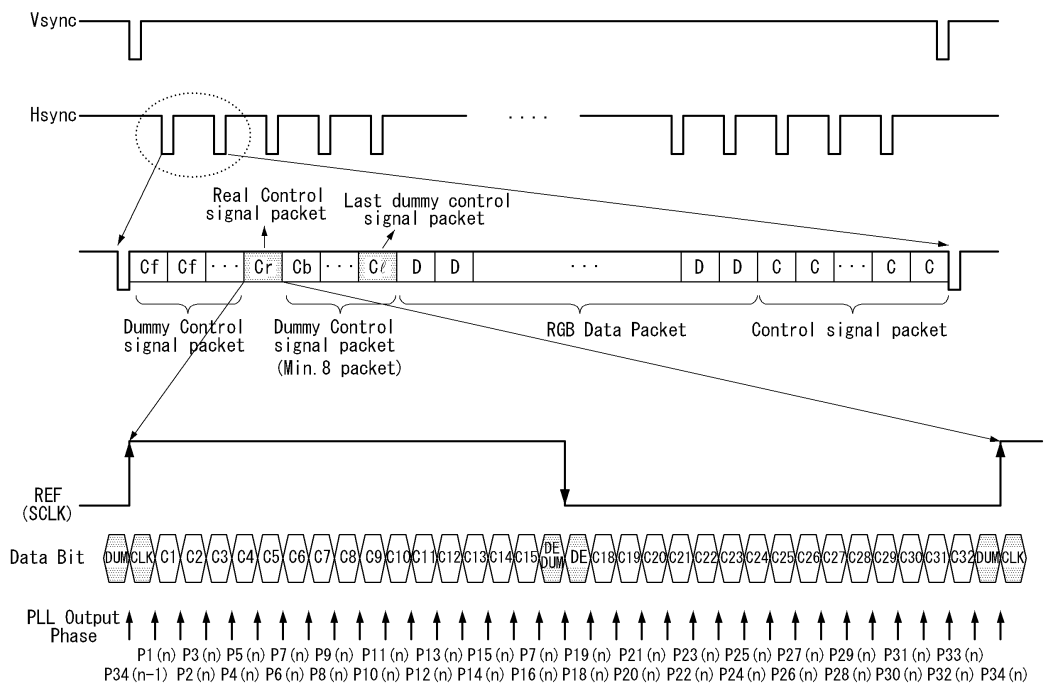 Vsync
Hsync
· · · ·
Real Control
signal packet
Last dummy control
signal packet
Cf Cf ··· Cr Cb ··· Cℓ D D ··· D D C C ··· C C
Dummy Control
signal packet
Dummy Control
signal packet
(Min.8 packet)
RGB Data Packet
Control signal packet
REF
(SCLK)
Data Bit DUM CLK C1 C2 C3 C4 C5 C6 C7 C8 C9 C10 C11 C12 C13 C14 C15 DE DUM DE C18 C19 C20 C21 C22 C23 C24 C25 C26 C27 C28 C29 C30 C31 C32 DUM CLK
PLL Output
Phase
P1(n) P3(n) P5(n) P7(n) P9(n) P11(n) P13(n) P15(n) P7(n) P19(n) P21(n) P23(n) P25(n) P27(n) P29(n) P31(n) P33(n)
P34(n-1) P2(n) P4(n) P6(n) P8(n) P10(n) P12(n) P14(n) P16(n) P18(n) P20(n) P22(n) P24(n) P26(n) P28(n) P30(n) P32(n) P34(n)